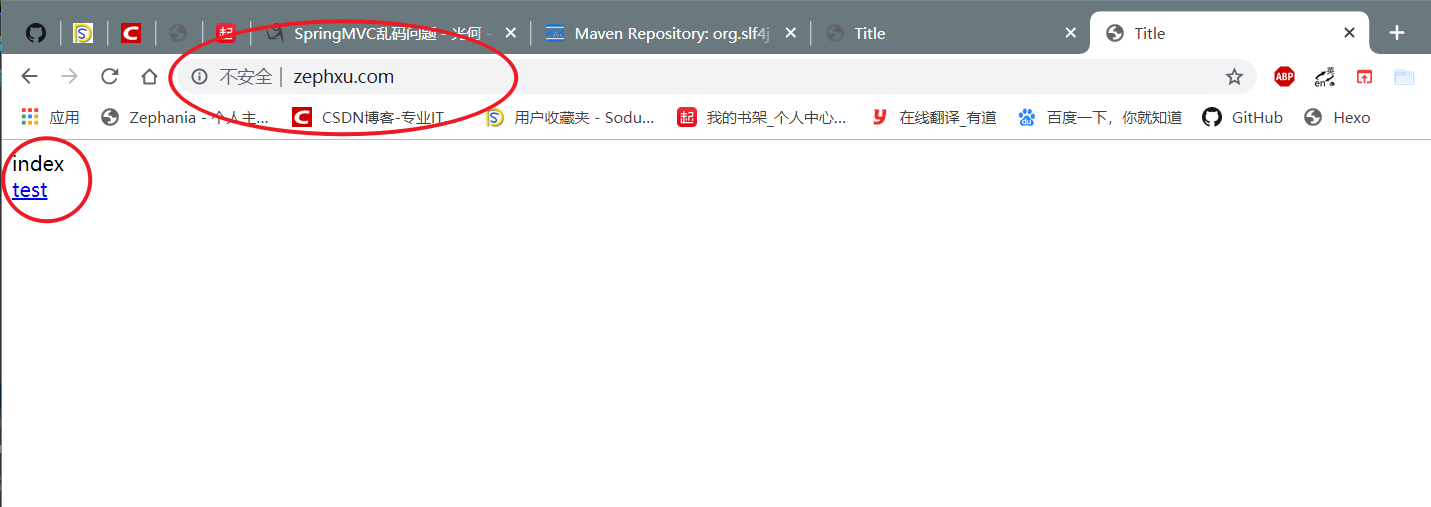 SpringMVC乱码问题 - 光何 -
Maven Repository: org.slf4j
Title
Title
不安全 | zephxu.com
ABP
英
en
应用
Zephania - 个人主...
C
CSDN博客-专业IT...
S
用户收藏夹 - Sodu...
起
我的书架_个人中心...
y
在线翻译_有道
百度一下，你就知道
GitHub
Hexo
index
test